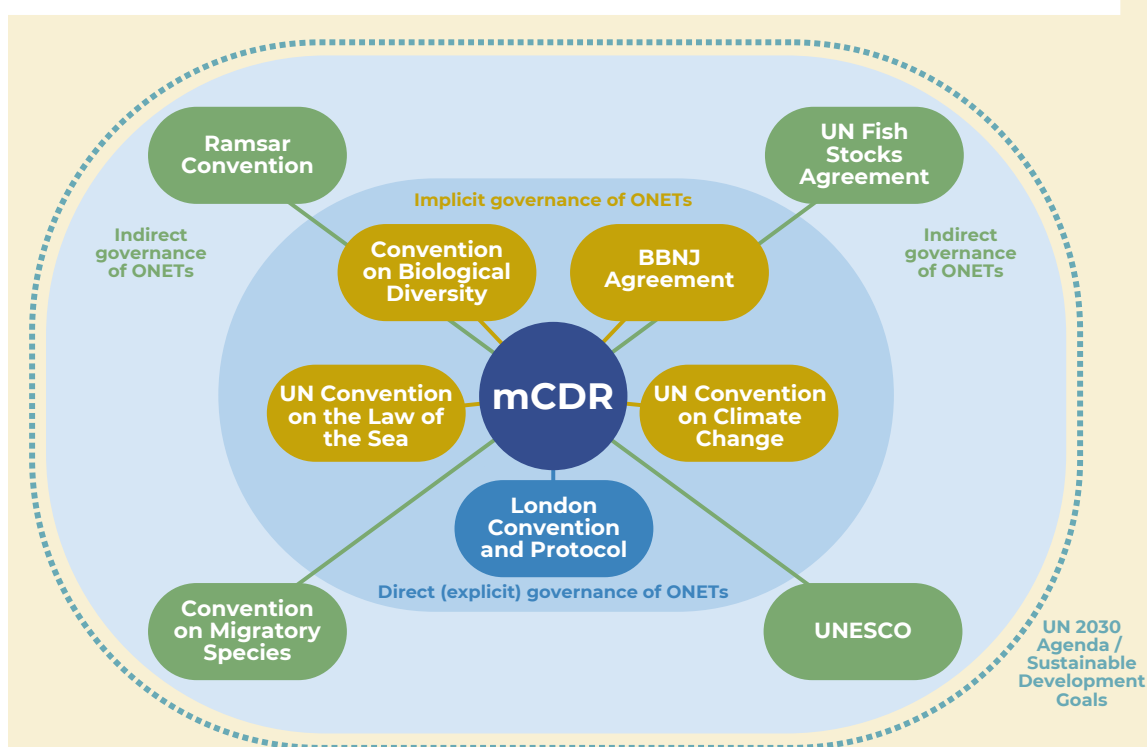 Ramsar
Convention
UN Fish
Stocks
Agreement
Implicit governance of ONETs
Indirect
governance
of ONETs
Convention
on Biological
Diversity
BBNJ
Agreement
Indirect
governance
of ONETs
UN Convention
on the Law of
the Sea
mCDR
UN Convention
on Climate
Change
London
Convention
and Protocol
Direct (explicit) governance of ONETs
Convention
on Migratory
Species
UNESCO
UN 2030
Agenda /
Sustainable
Development
Goals